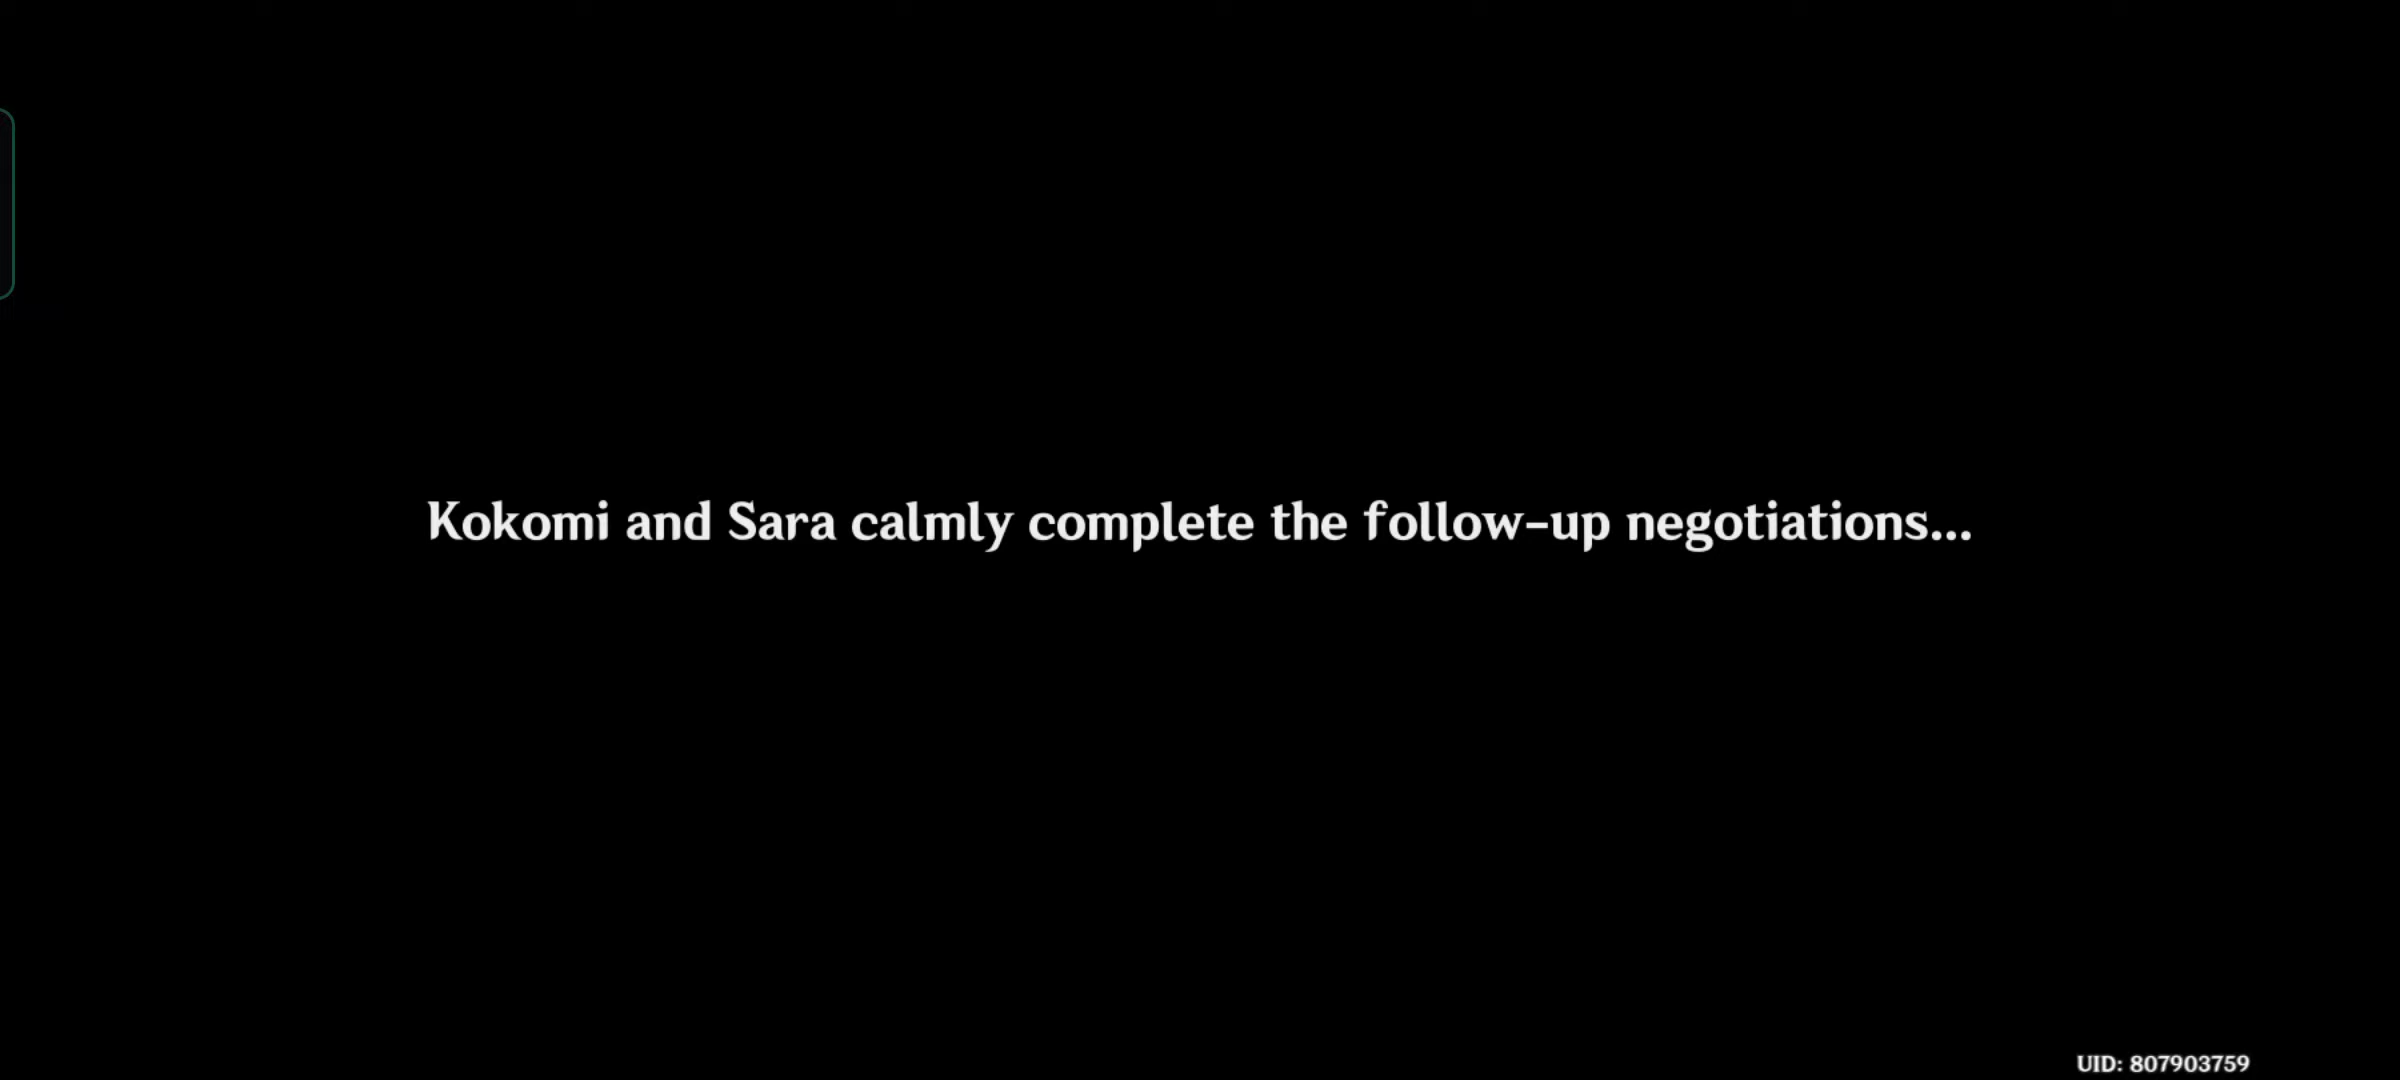 Kokomi and Sara calmly complete the follow-up negotiations...
UID: 807903759